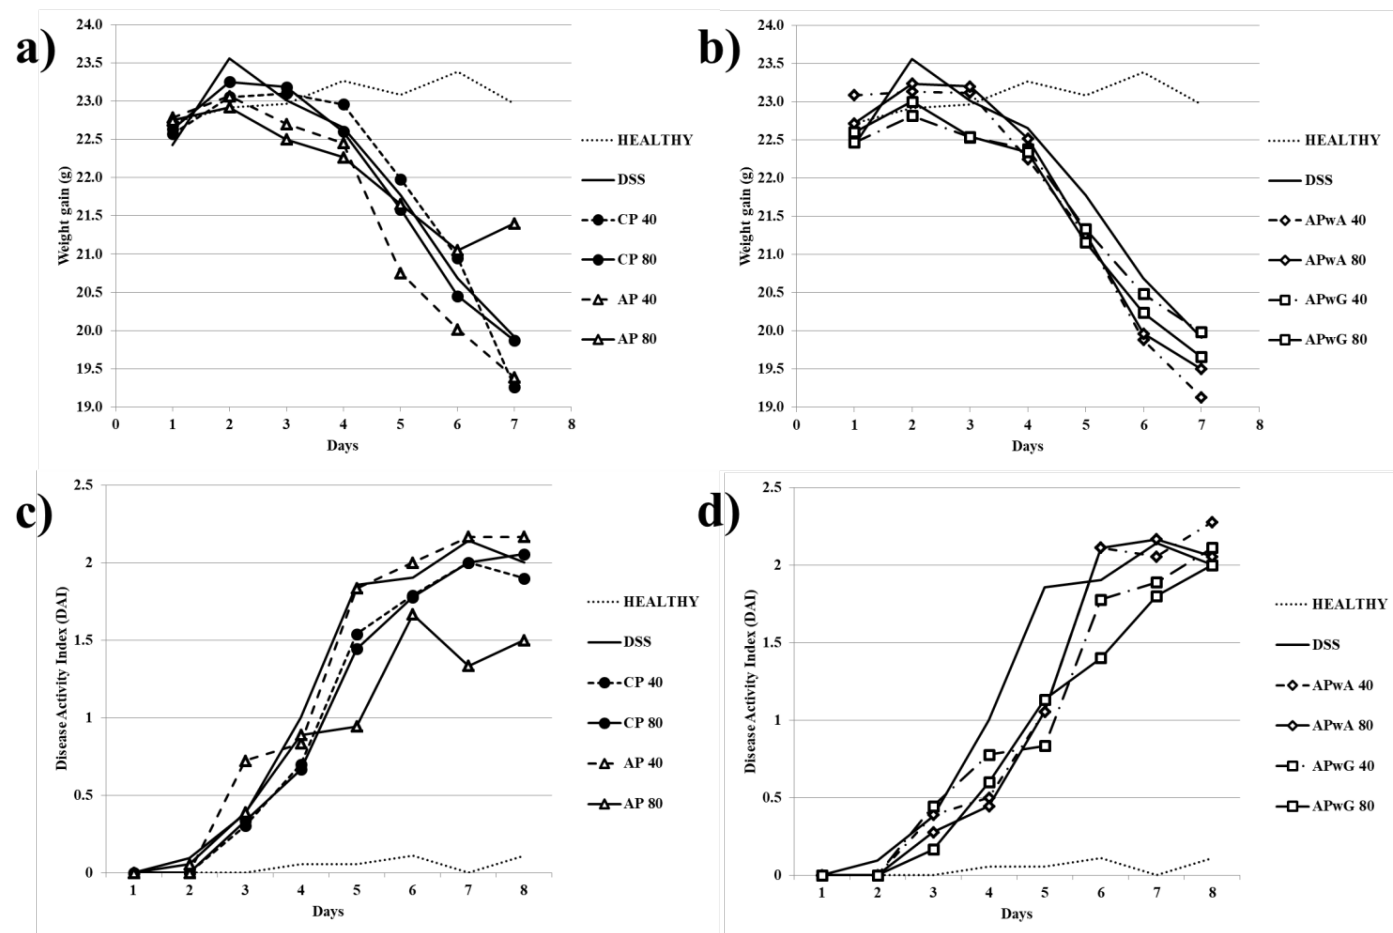 a)
24.0
23.5
23.0
22.5
22.0
21.5
21.0
20.5
20.0
19.5
19.0
Weight gain (g)
0 1 2 3 4 5 6 7 8
Days
HEALTHY
DSS
CP 40
CP 80
AP 40
AP 80
b)
24.0
23.5
23.0
22.5
22.0
21.5
21.0
20.5
20.0
19.5
19.0
Weight gain (g)
0 1 2 3 4 5 6 7 8
Days
HEALTHY
DSS
APwA 40
APwA 80
APwG 40
APwG 80
c)
2.5
2
1.5
1
0.5
0
Disease Activity Index (DAI)
1 2 3 4 5 6 7 8
Days
HEALTHY
DSS
CP 40
CP 80
AP 40
AP 80
d)
2.5
2
1.5
1
0.5
0
Disease Activity Index (DAI)
1 2 3 4 5 6 7 8
Days
HEALTHY
DSS
APwA 40
APwA 80
APwG 40
APwG 80